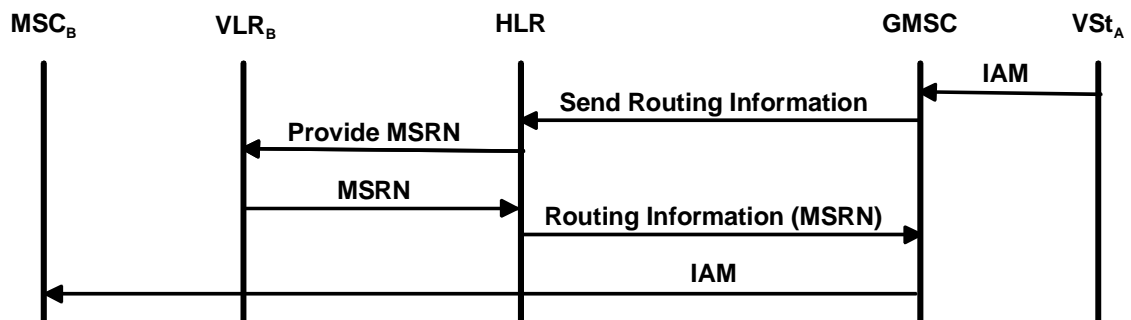 MSC_B VLR_B HLR GMSC VSt_A
IAM
Send Routing Information
Provide MSRN
MSRN
Routing Information (MSRN)
IAM